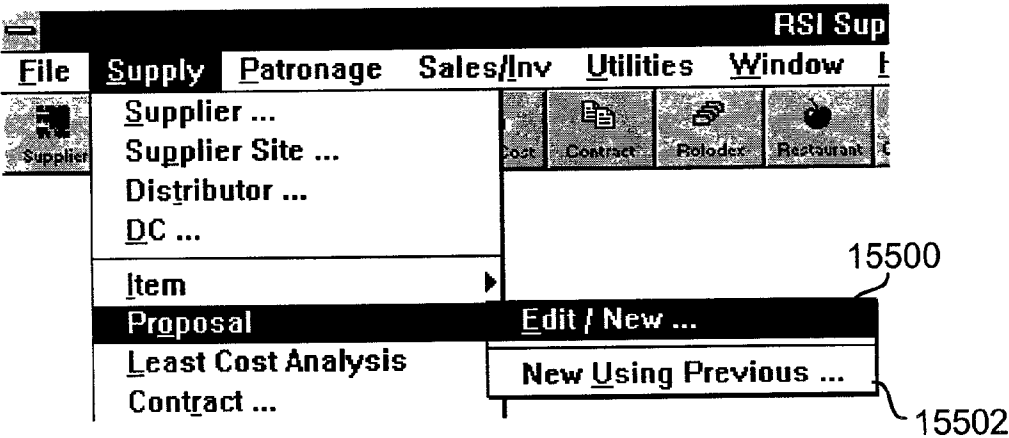 RSI Sup
File Supply Patronage Sales/Inv Utilities Window H
Supplier Cost Contract Rolodex Restaurant
Supplier ...
Supplier Site ...
Distributor ...
DC ...
Item
Proposal
Least Cost Analysis
Contract ...
15500
Edit / New ...
New Using Previous ...
15502